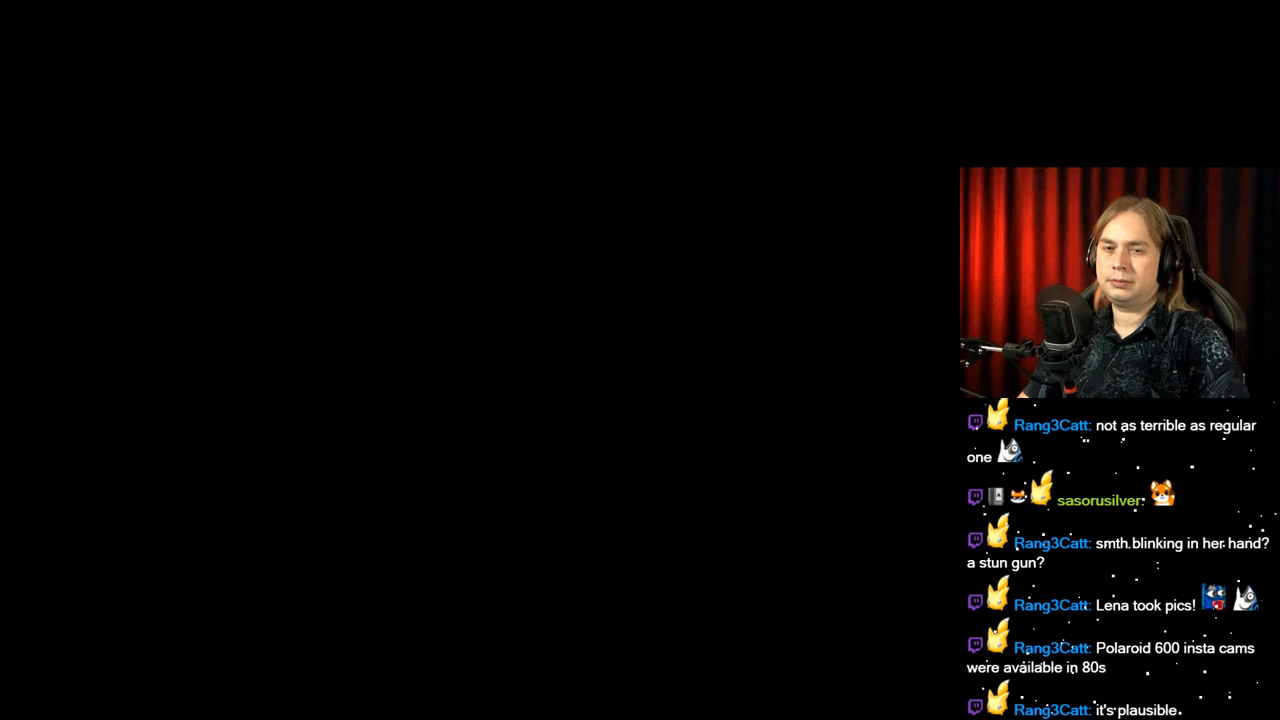 Rang3Catt: not as terrible as regular
one
sasorusilver:
Rang3Catt: smth blinking in her hand?
a stun gun?
Rang3Catt: Lena took pics!
Rang3Catt: Polaroid 600 insta cams
were available in 80s
Rang3Catt: it's plausible